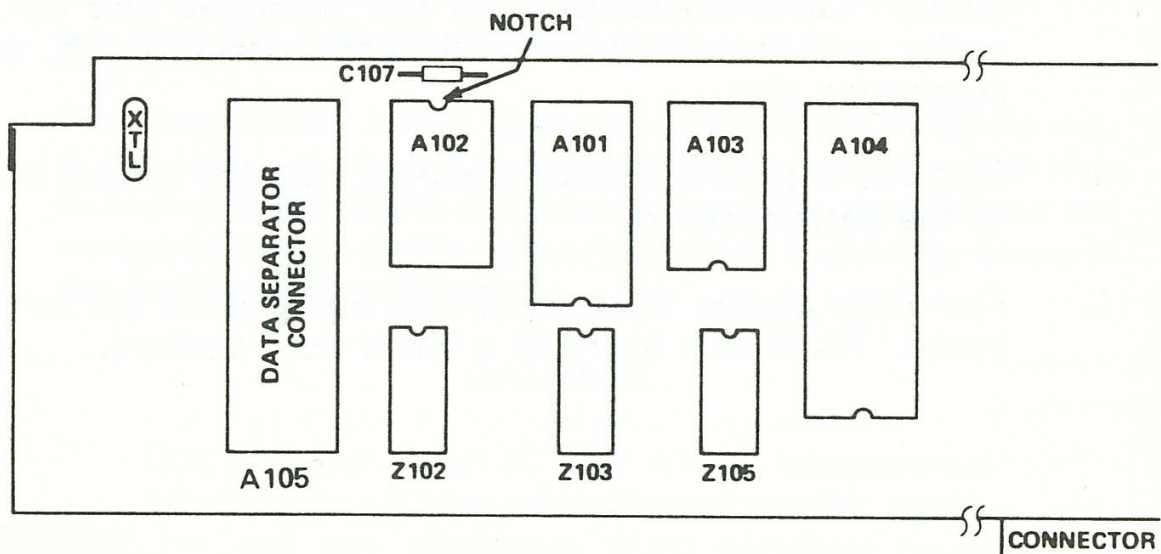 NOTCH
C107
XTL
A102
A101
A103
A104
DATA SEPARATOR
CONNECTOR
A105
Z102
Z103
Z105
CONNECTOR